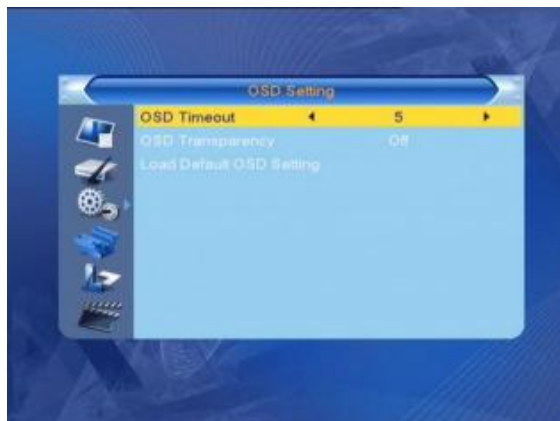 OSD Setting
OSD Timeout 5
OSD Transparency Off
Load Default OSD Setting